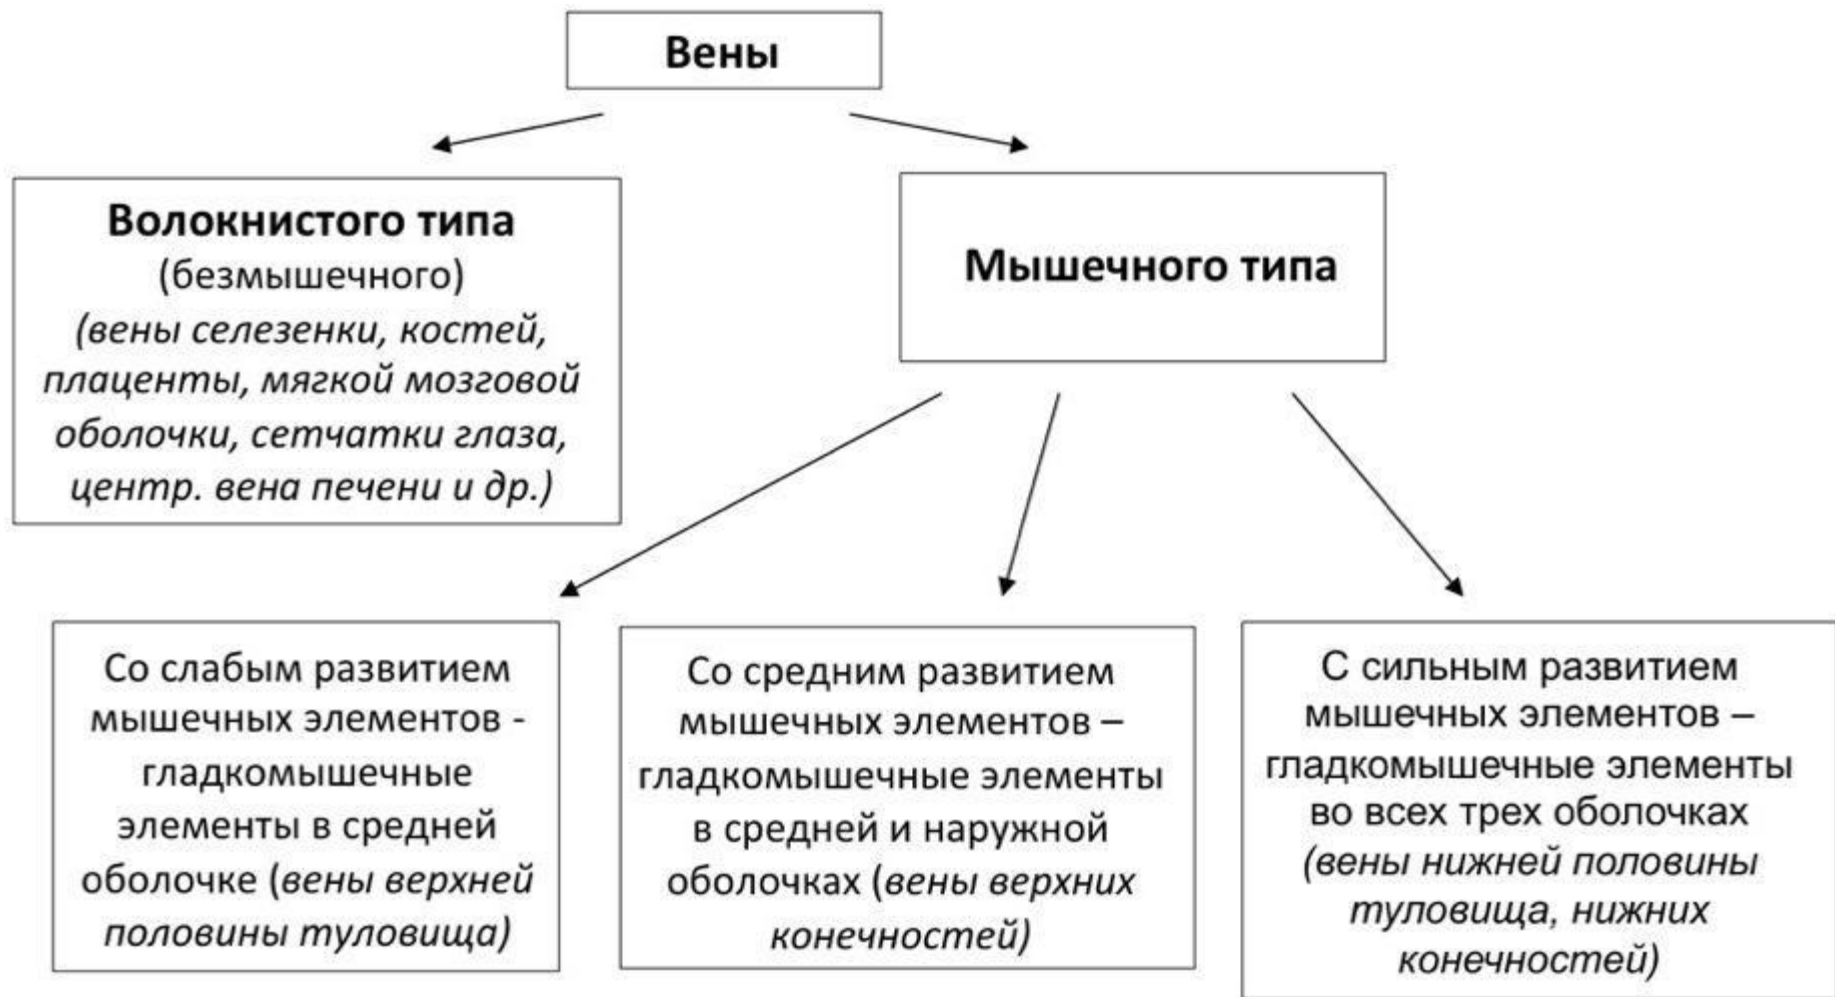 Вены
Волокнистого типа
(безмышечного)
(вены селезенки, костей,
плаценты, мягкой мозговой
оболочки, сетчатки глаза,
центр. вена печени и др.)
Мышечного типа
Со слабым развитием
мышечных элементов -
гладкомышечные
элементы в средней
оболочке (вены верхней
половины туловища)
Со средним развитием
мышечных элементов –
гладкомышечные элементы
в средней и наружной
оболочках (вены верхних
конечностей)
С сильным развитием
мышечных элементов –
гладкомышечные элементы
во всех трех оболочках
(вены нижней половины
туловища, нижних
конечностей)